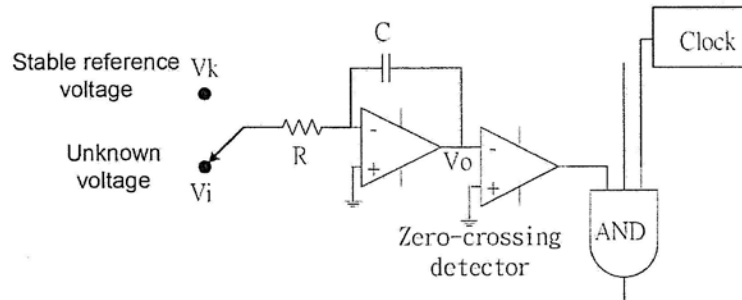 Stable reference
voltage
Vk
Unknown
voltage
Vi
R
C
-
+
Vo
-
+
Zero-crossing
detector
AND
Clock